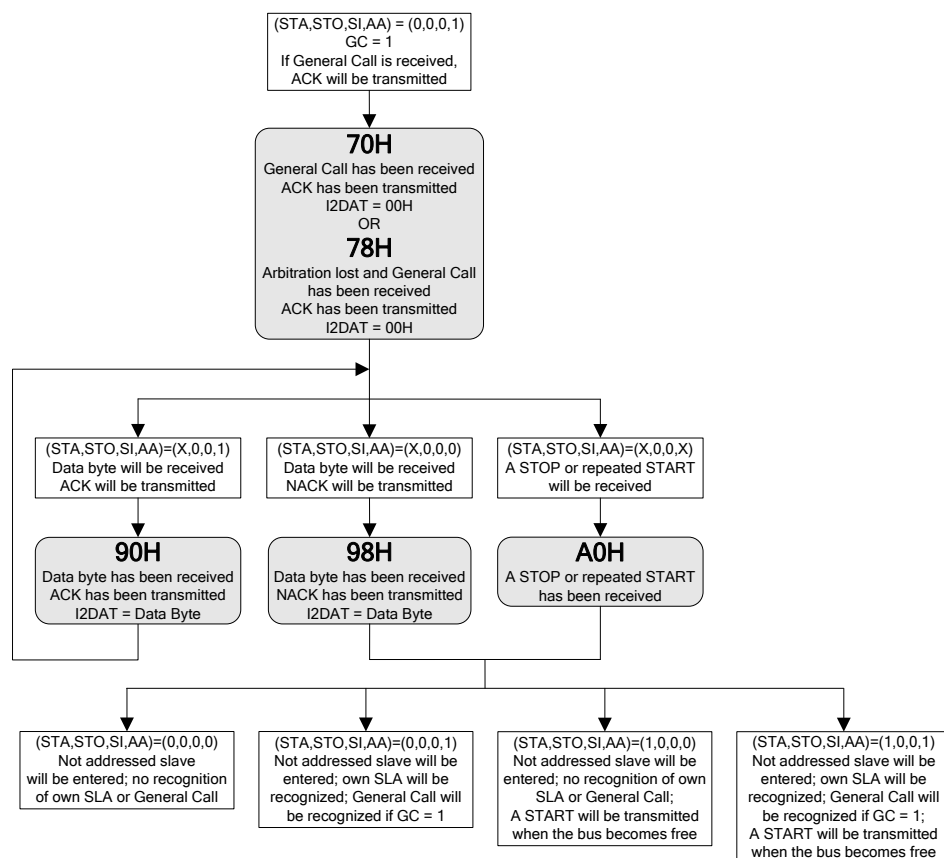 (STA,STO,SI,AA) = (0,0,0,1)
GC = 1
If General Call is received,
ACK will be transmitted
70H
General Call has been received
ACK has been transmitted
I2DAT = 00H
OR
78H
Arbitration lost and General Call
has been received
ACK has been transmitted
I2DAT = 00H
(STA,STO,SI,AA)=(X,0,0,1)
Data byte will be received
ACK will be transmitted
(STA,STO,SI,AA)=(X,0,0,0)
Data byte will be received
NACK will be transmitted
(STA,STO,SI,AA)=(X,0,0,X)
A STOP or repeated START
will be received
90H
Data byte has been received
ACK has been transmitted
I2DAT = Data Byte
98H
Data byte has been received
NACK has been transmitted
I2DAT = Data Byte
A0H
A STOP or repeated START
has been received
(STA,STO,SI,AA)=(0,0,0,0)
Not addressed slave
will be entered; no recognition
of own SLA or General Call
(STA,STO,SI,AA)=(0,0,0,1)
Not addressed slave will be
entered; own SLA will be
recognized; General Call will
be recognized if GC = 1
(STA,STO,SI,AA)=(1,0,0,0)
Not addressed slave will be
entered; no recognition of own
SLA or General Call;
A START will be transmitted
when the bus becomes free
(STA,STO,SI,AA)=(1,0,0,1)
Not addressed slave will be
entered; own SLA will be
recognized; General Call will
be recognized if GC = 1;
A START will be transmitted
when the bus becomes free